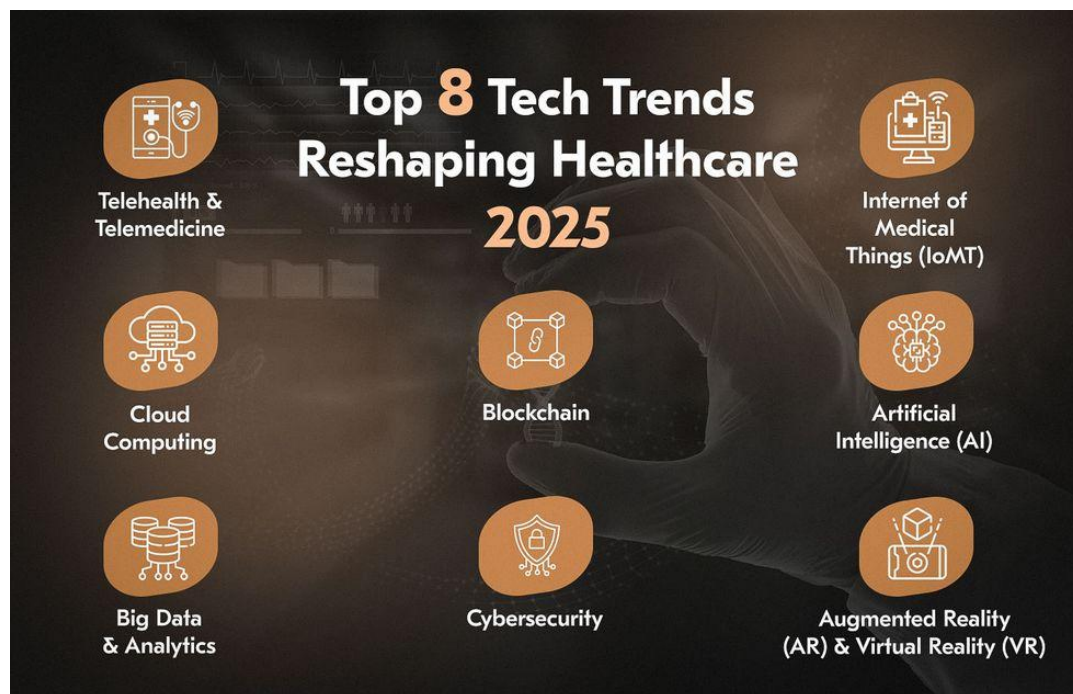 Top 8 Tech Trends
Reshaping Healthcare
2025
Telehealth &
Telemedicine
Internet of
Medical
Things (IoMT)
Cloud
Computing
Blockchain
Artificial
Intelligence (AI)
Big Data
& Analytics
Cybersecurity
Augmented Reality
(AR) & Virtual Reality (VR)